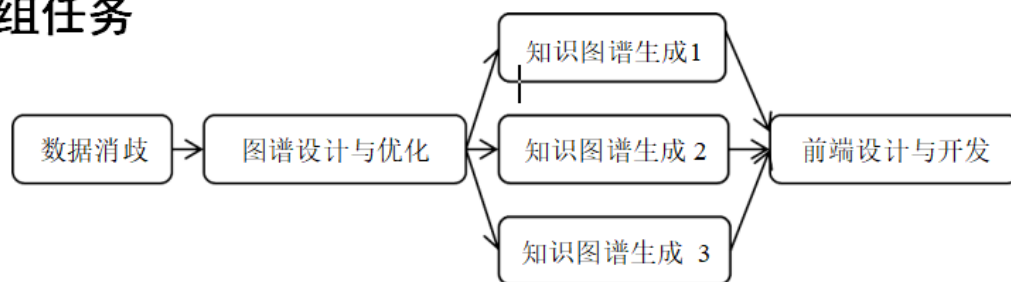 组任务
知识图谱生成1
数据消歧
图谱设计与优化
知识图谱生成 2
前端设计与开发
知识图谱生成 3